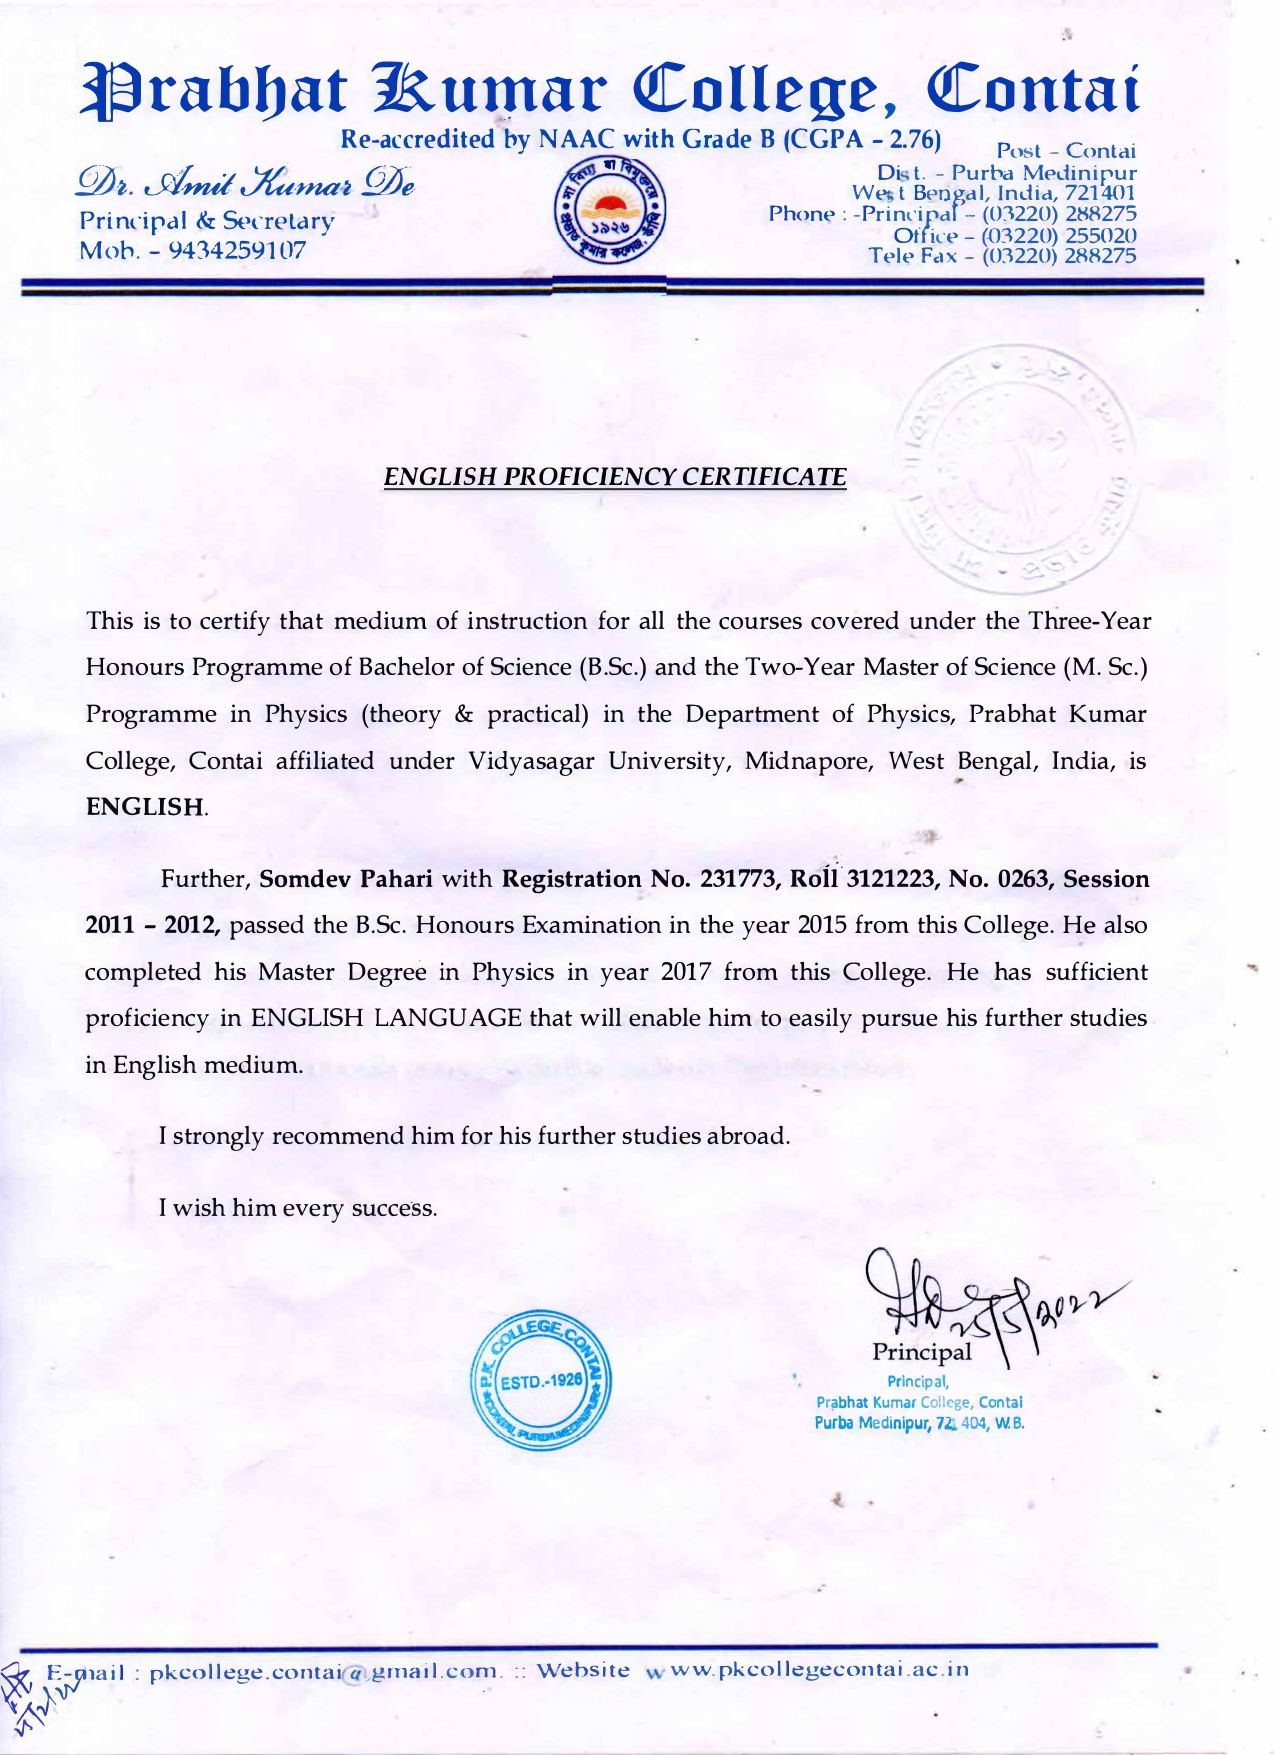 Prabhat Kumar College, Contai
Re-accredited by NAAC with Grade B (CGPA – 2.76)
Dr. Amit Kumar De
Principal & Secretary
Mob. – 9434259107
সা বিদ্যা যা বিমুক্তয়ে
১৯২৬
প্রভাত কুমার কলেজ, কাঁথি
Post – Contai
Dist. – Purba Medinipur
West Bengal, India, 721401
Phone : -Principal – (03220) 288275
Office – (03220) 255020
Tele Fax – (03220) 288275
ENGLISH PROFICIENCY CERTIFICATE
This is to certify that medium of instruction for all the courses covered under the Three-Year
Honours Programme of Bachelor of Science (B.Sc.) and the Two-Year Master of Science (M. Sc.)
Programme in Physics (theory & practical) in the Department of Physics, Prabhat Kumar
College, Contai affiliated under Vidyasagar University, Midnapore, West Bengal, India, is
ENGLISH.
Further, Somdev Pahari with Registration No. 231773, Roll 3121223, No. 0263, Session
2011 – 2012, passed the B.Sc. Honours Examination in the year 2015 from this College. He also
completed his Master Degree in Physics in year 2017 from this College. He has sufficient
proficiency in ENGLISH LANGUAGE that will enable him to easily pursue his further studies
in English medium.
I strongly recommend him for his further studies abroad.
I wish him every success.
25/5/2022
Principal
P.K. COLLEGE, CONTAI
ESTD.-1926
CONTAI, PURBA MEDINIPUR
Principal,
Prabhat Kumar College, Contai
Purba Medinipur, 721404, W.B.
E-mail : pkcollege.contai@gmail.com. :: Website www.pkcollegecontai.ac.in